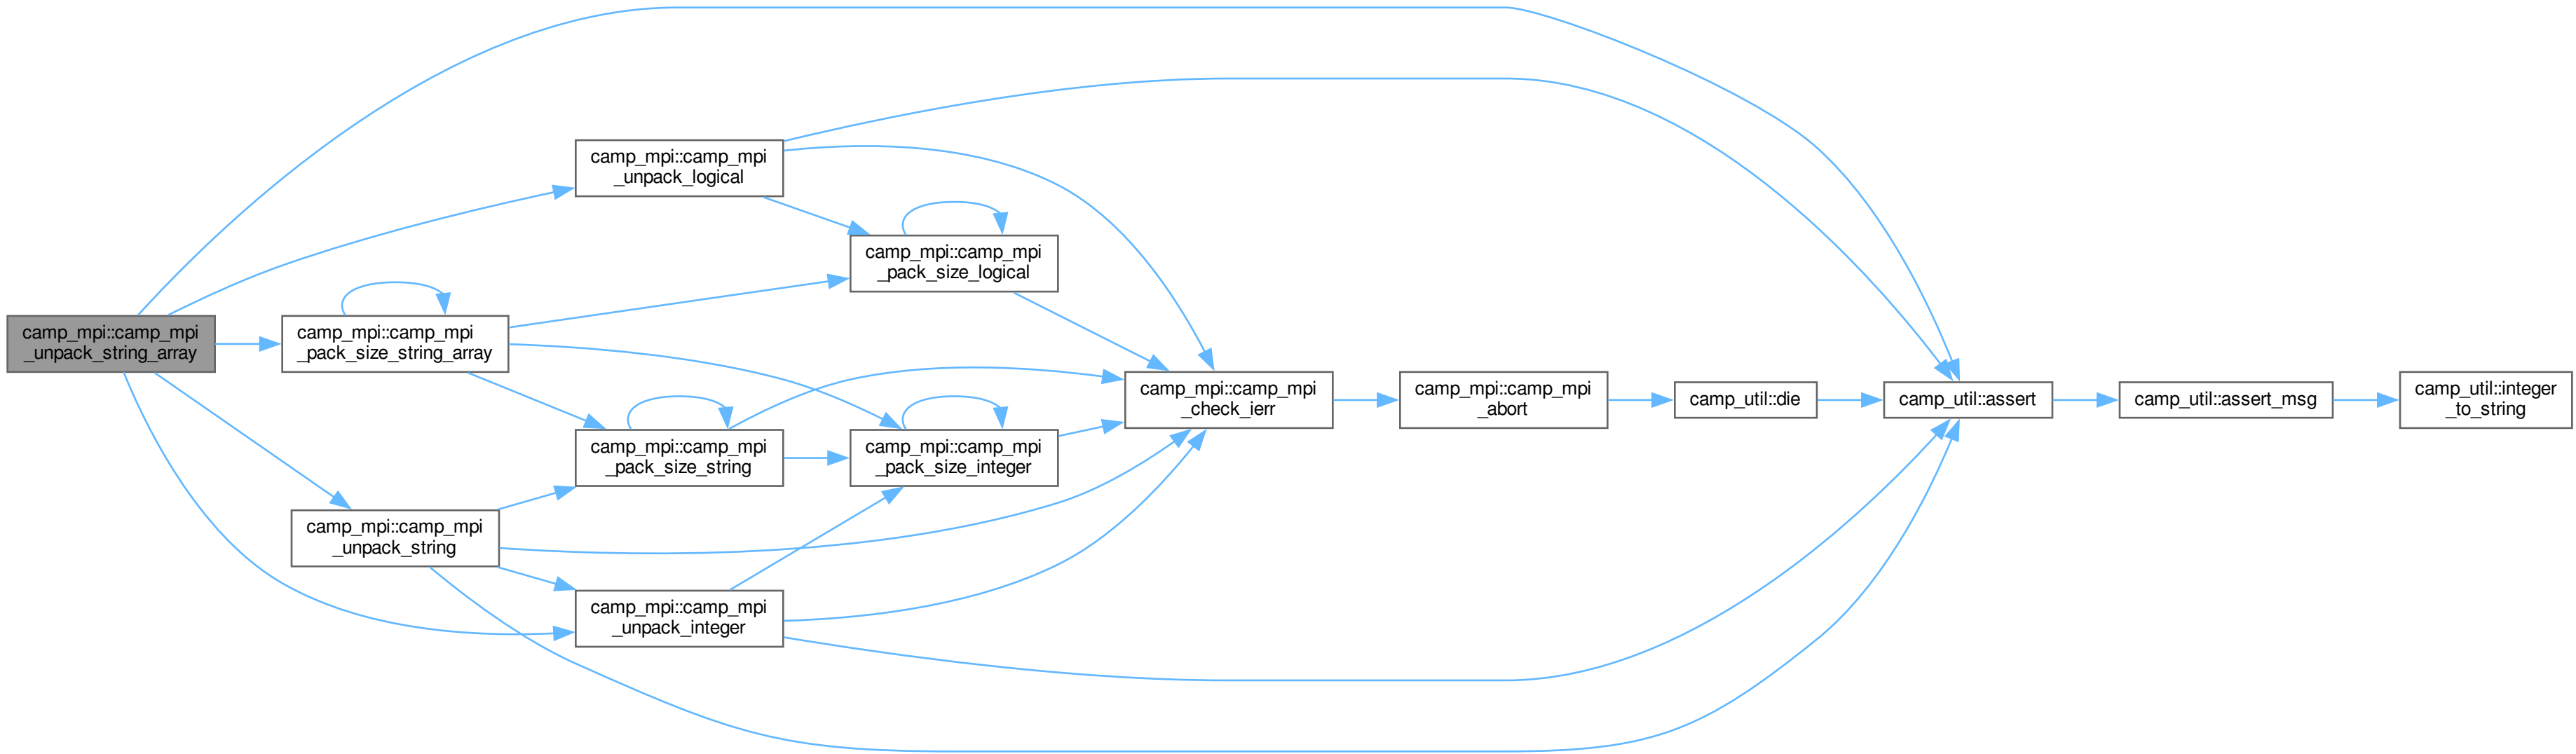 camp_mpi::camp_mpi
_unpack_string_array
camp_mpi::camp_mpi
_pack_size_string_array
camp_mpi::camp_mpi
_unpack_string
camp_mpi::camp_mpi
_unpack_logical
camp_mpi::camp_mpi
_pack_size_string
camp_mpi::camp_mpi
_unpack_integer
camp_mpi::camp_mpi
_pack_size_logical
camp_mpi::camp_mpi
_pack_size_integer
camp_mpi::camp_mpi
_check_ierr
camp_mpi::camp_mpi
_abort
camp_util::die
camp_util::assert
camp_util::assert_msg
camp_util::integer
_to_string